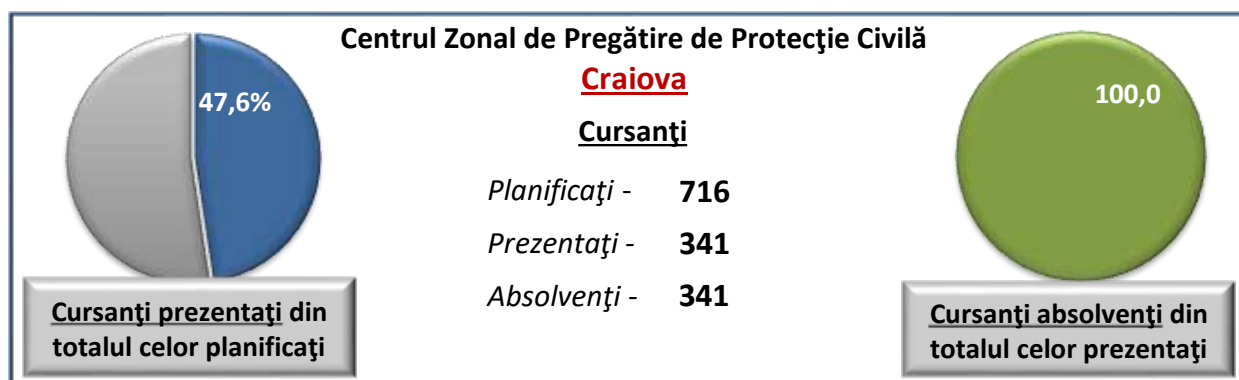 Centrul Zonal de Pregătire de Protecţie Civilă
Craiova
Cursanţi
47,6%
100,0
Planificaţi - 716
Prezentaţi - 341
Absolvenţi - 341
Cursanţi prezentaţi din
totalul celor planificaţi
Cursanţi absolvenţi din
totalul celor prezentaţi